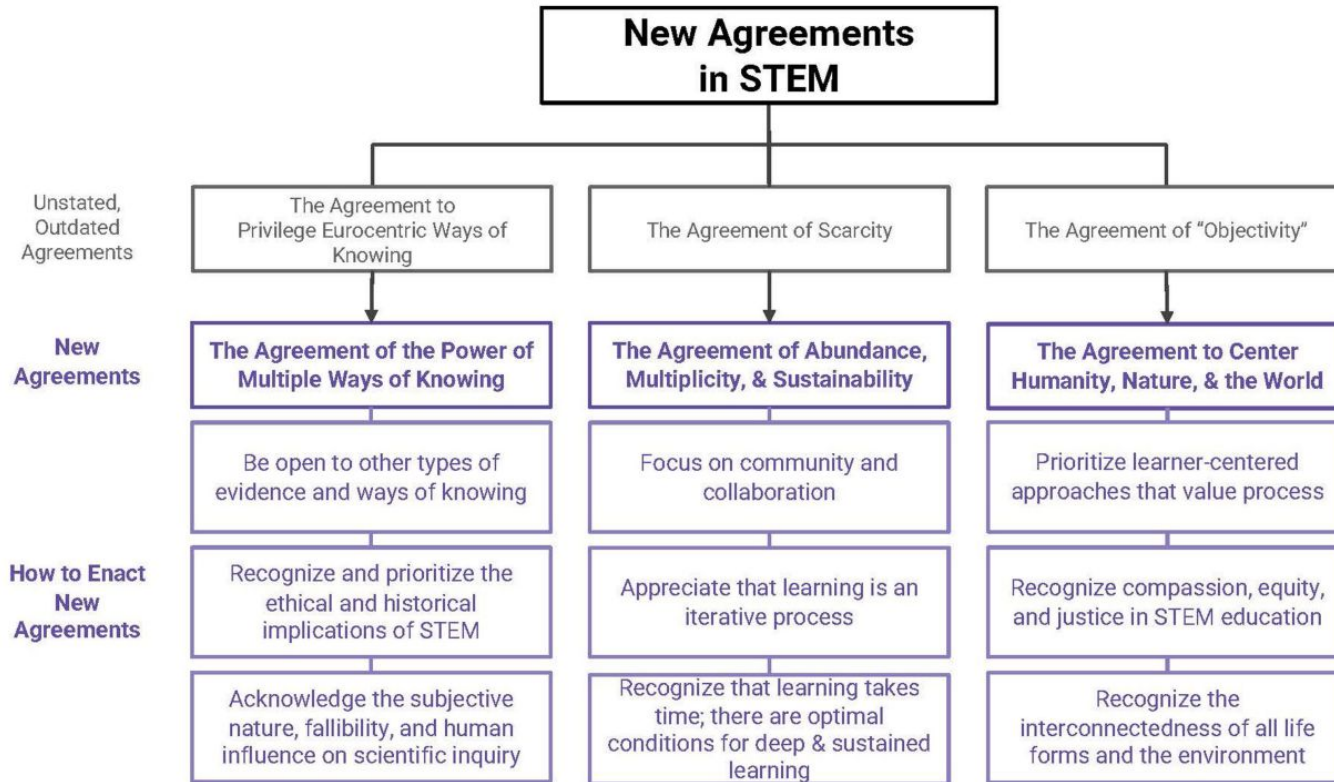 New Agreements
in STEM
Unstated,
Outdated
Agreements
The Agreement to
Privilege Eurocentric Ways of
Knowing
The Agreement of Scarcity
The Agreement of “Objectivity”
New
Agreements
The Agreement of the Power of
Multiple Ways of Knowing
The Agreement of Abundance,
Multiplicity, & Sustainability
The Agreement to Center
Humanity, Nature, & the World
How to Enact
New
Agreements
Be open to other types of
evidence and ways of knowing
Focus on community and
collaboration
Prioritize learner-centered
approaches that value process
Recognize and prioritize the
ethical and historical
implications of STEM
Appreciate that learning is an
iterative process
Recognize compassion, equity,
and justice in STEM education
Acknowledge the subjective
nature, fallibility, and human
influence on scientific inquiry
Recognize that learning takes
time; there are optimal
conditions for deep & sustained
learning
Recognize the
interconnectedness of all life
forms and the environment